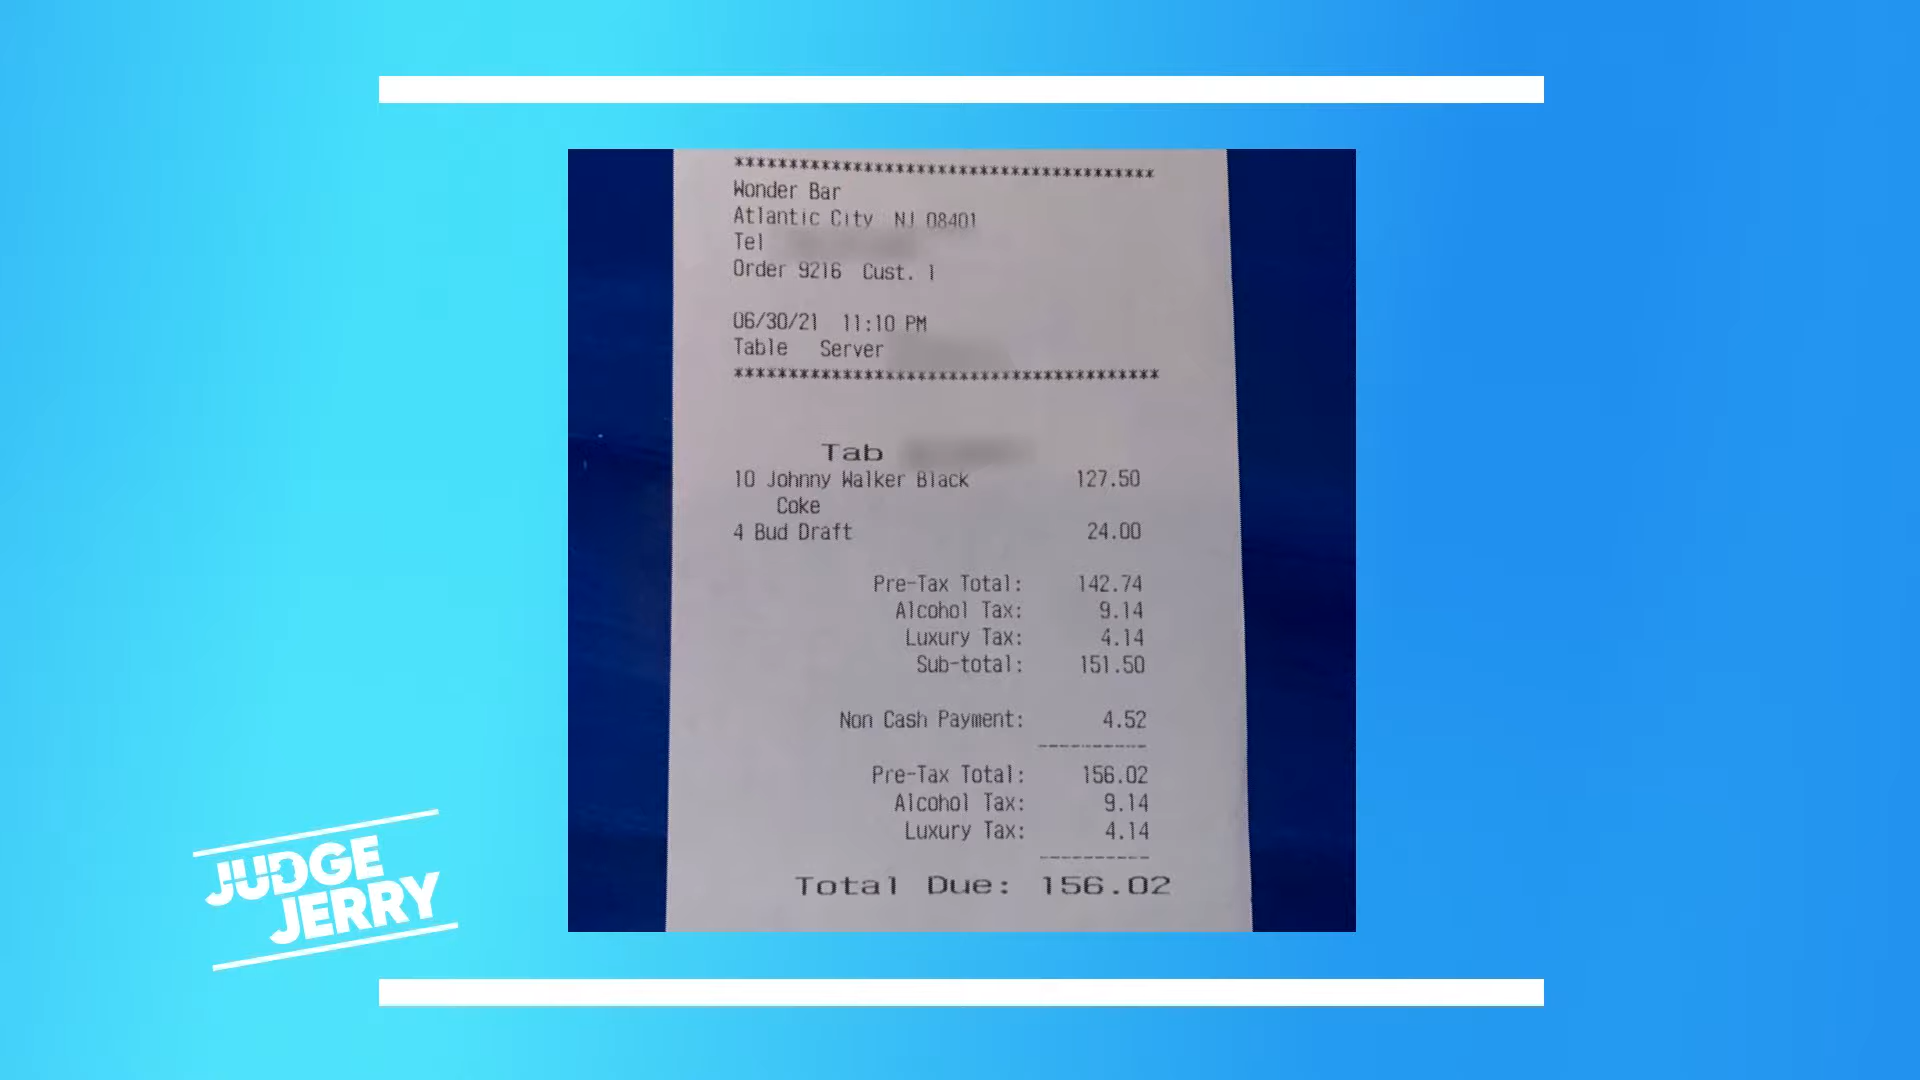 ****************************************
Wonder Bar
Atlantic City NJ 08401
Tel
Order 9216 Cust. 1
06/30/21 11:10 PM
Table Server
****************************************
Tab
10 Johnny Walker Black 127.50
Coke
4 Bud Draft 24.00
Pre-Tax Total: 142.74
Alcohol Tax: 9.14
Luxury Tax: 4.14
Sub-total: 151.50
Non Cash Payment: 4.52
----------
Pre-Tax Total: 156.02
Alcohol Tax: 9.14
Luxury Tax: 4.14
----------
Total Due: 156.02
JUDGE
JERRY